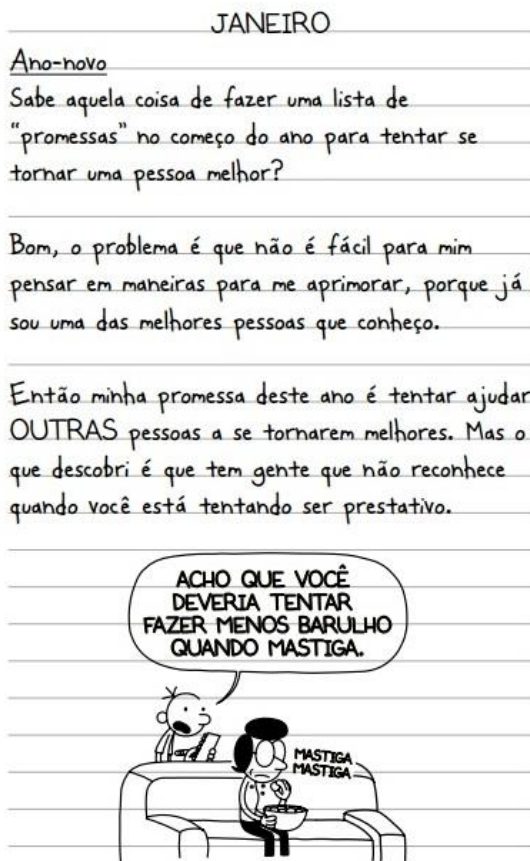 JANEIRO
Ano-novo
Sabe aquela coisa de fazer uma lista de
“promessas” no começo do ano para tentar se
tornar uma pessoa melhor?
Bom, o problema é que não é fácil para mim
pensar em maneiras para me aprimorar, porque já
sou uma das melhores pessoas que conheço.
Então minha promessa deste ano é tentar ajudar
OUTRAS pessoas a se tornarem melhores. Mas o
que descobri é que tem gente que não reconhece
quando você está tentando ser prestativo.
ACHO QUE VOCÊ
DEVERIA TENTAR
FAZER MENOS BARULHO
QUANDO MASTIGA.
MASTIGA
MASTIGA